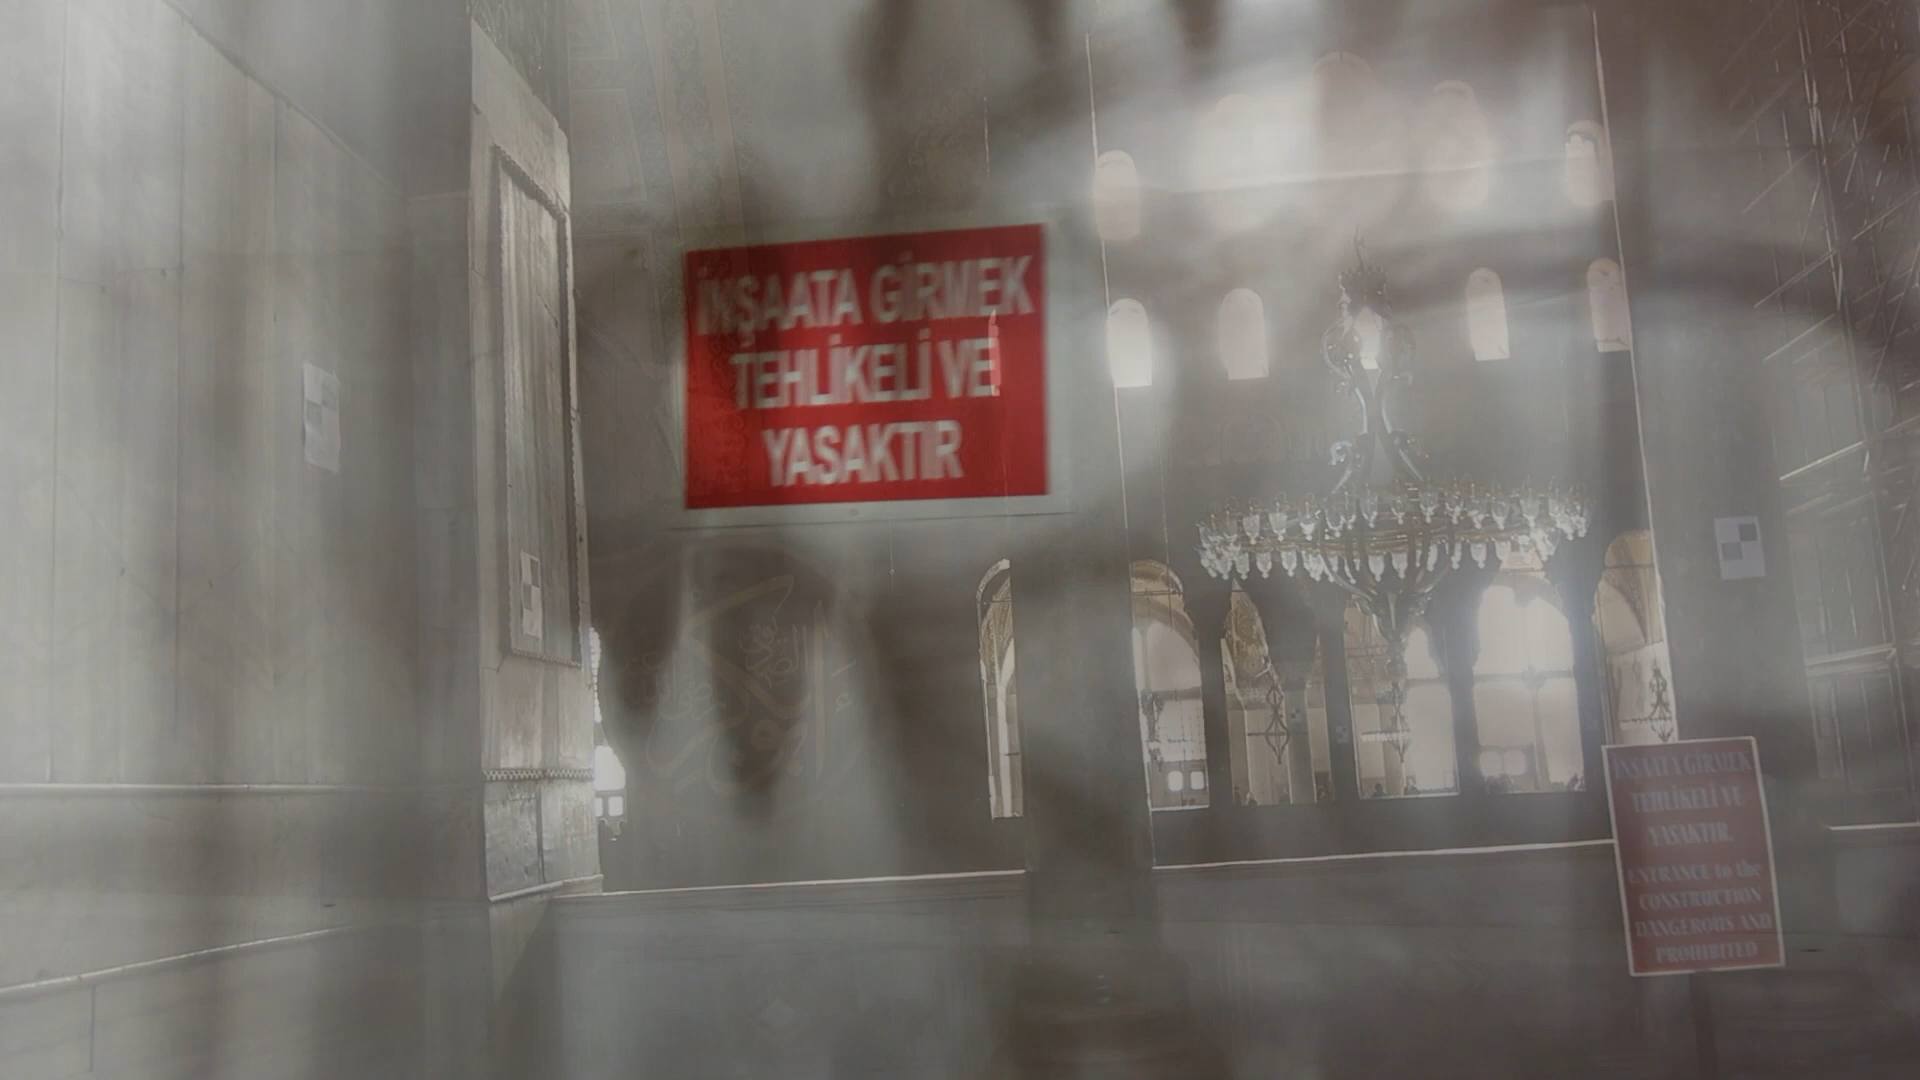 İNŞAATA GİRMEK
TEHLİKELİ VE
YASAKTIR
İNŞAATA GİRMEK
TEHLİKELİ VE
YASAKTIR.
ENTRANCE to the
CONSTRUCTION
DANGEROUS AND
PROHIBITED